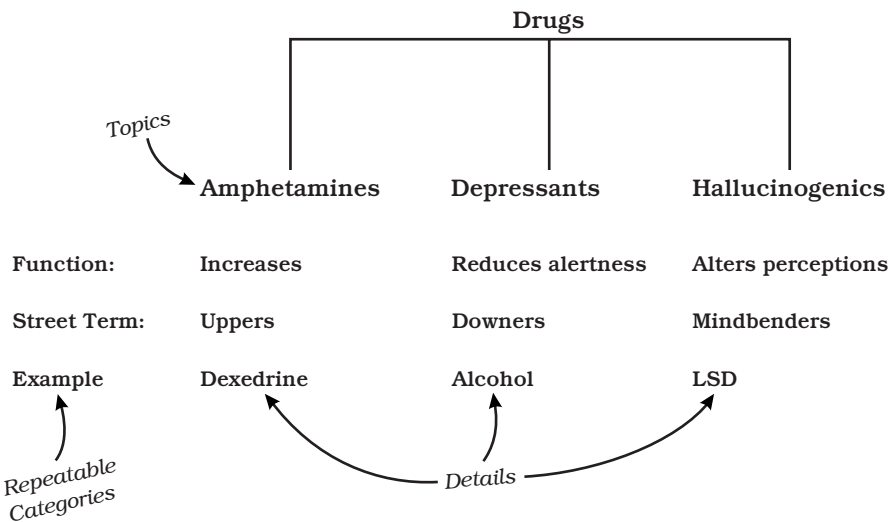 Drugs
Topics
Amphetamines Depressants Hallucinogenics
Function: Increases Reduces alertness Alters perceptions
Street Term: Uppers Downers Mindbenders
Example Dexedrine Alcohol LSD
Repeatable
Categories
Details